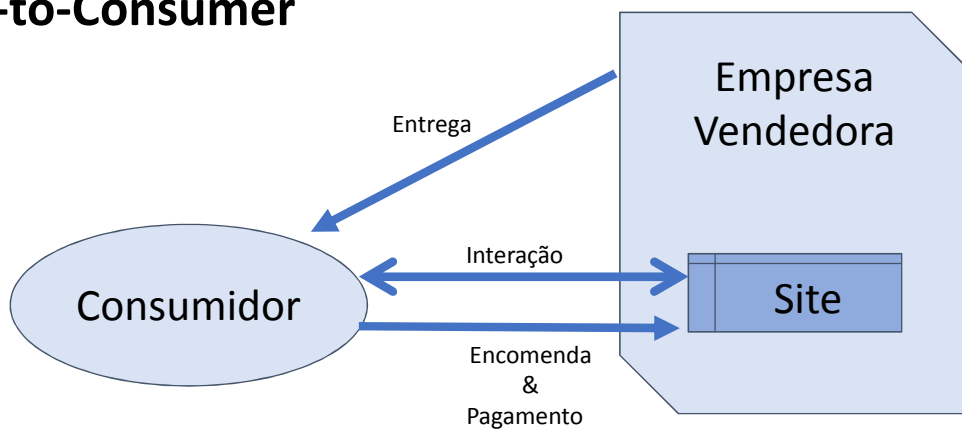 -to-Consumer
Empresa
Vendedora
Entrega
Interação
Consumidor
Site
Encomenda
&
Pagamento